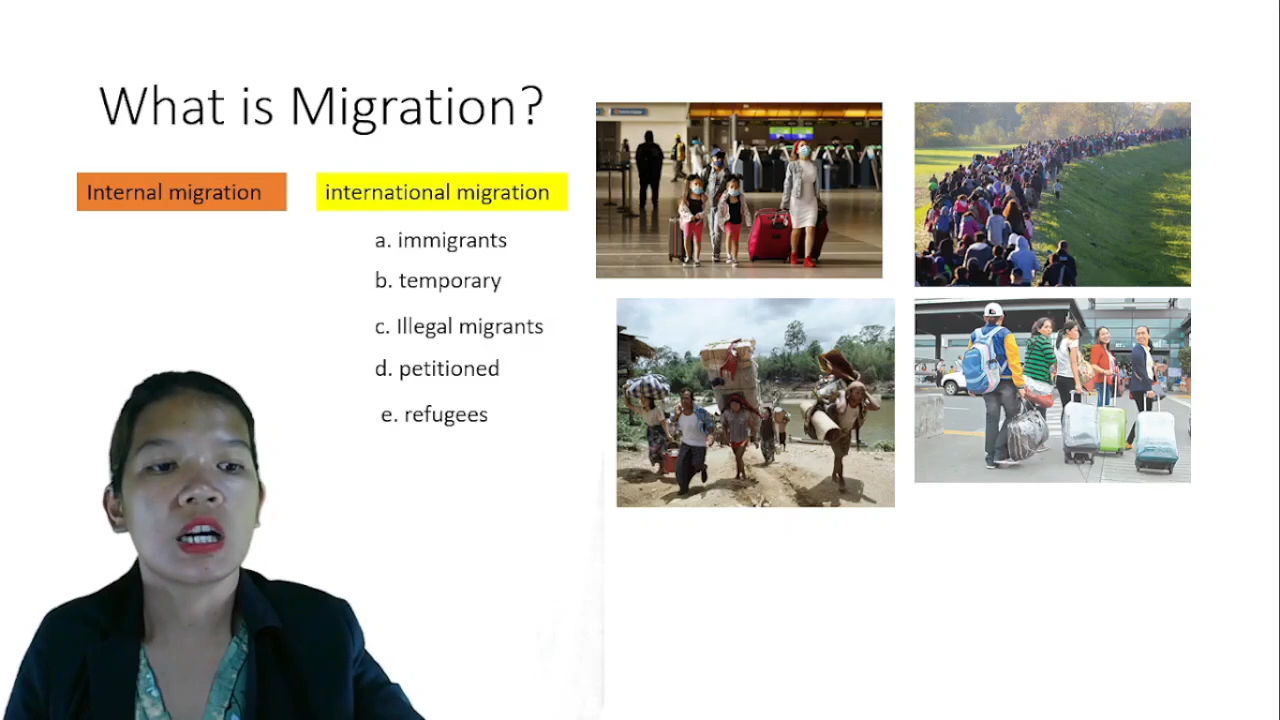 What is Migration?
Internal migration
international migration
a. immigrants
b. temporary
c. Illegal migrants
d. petitioned
e. refugees